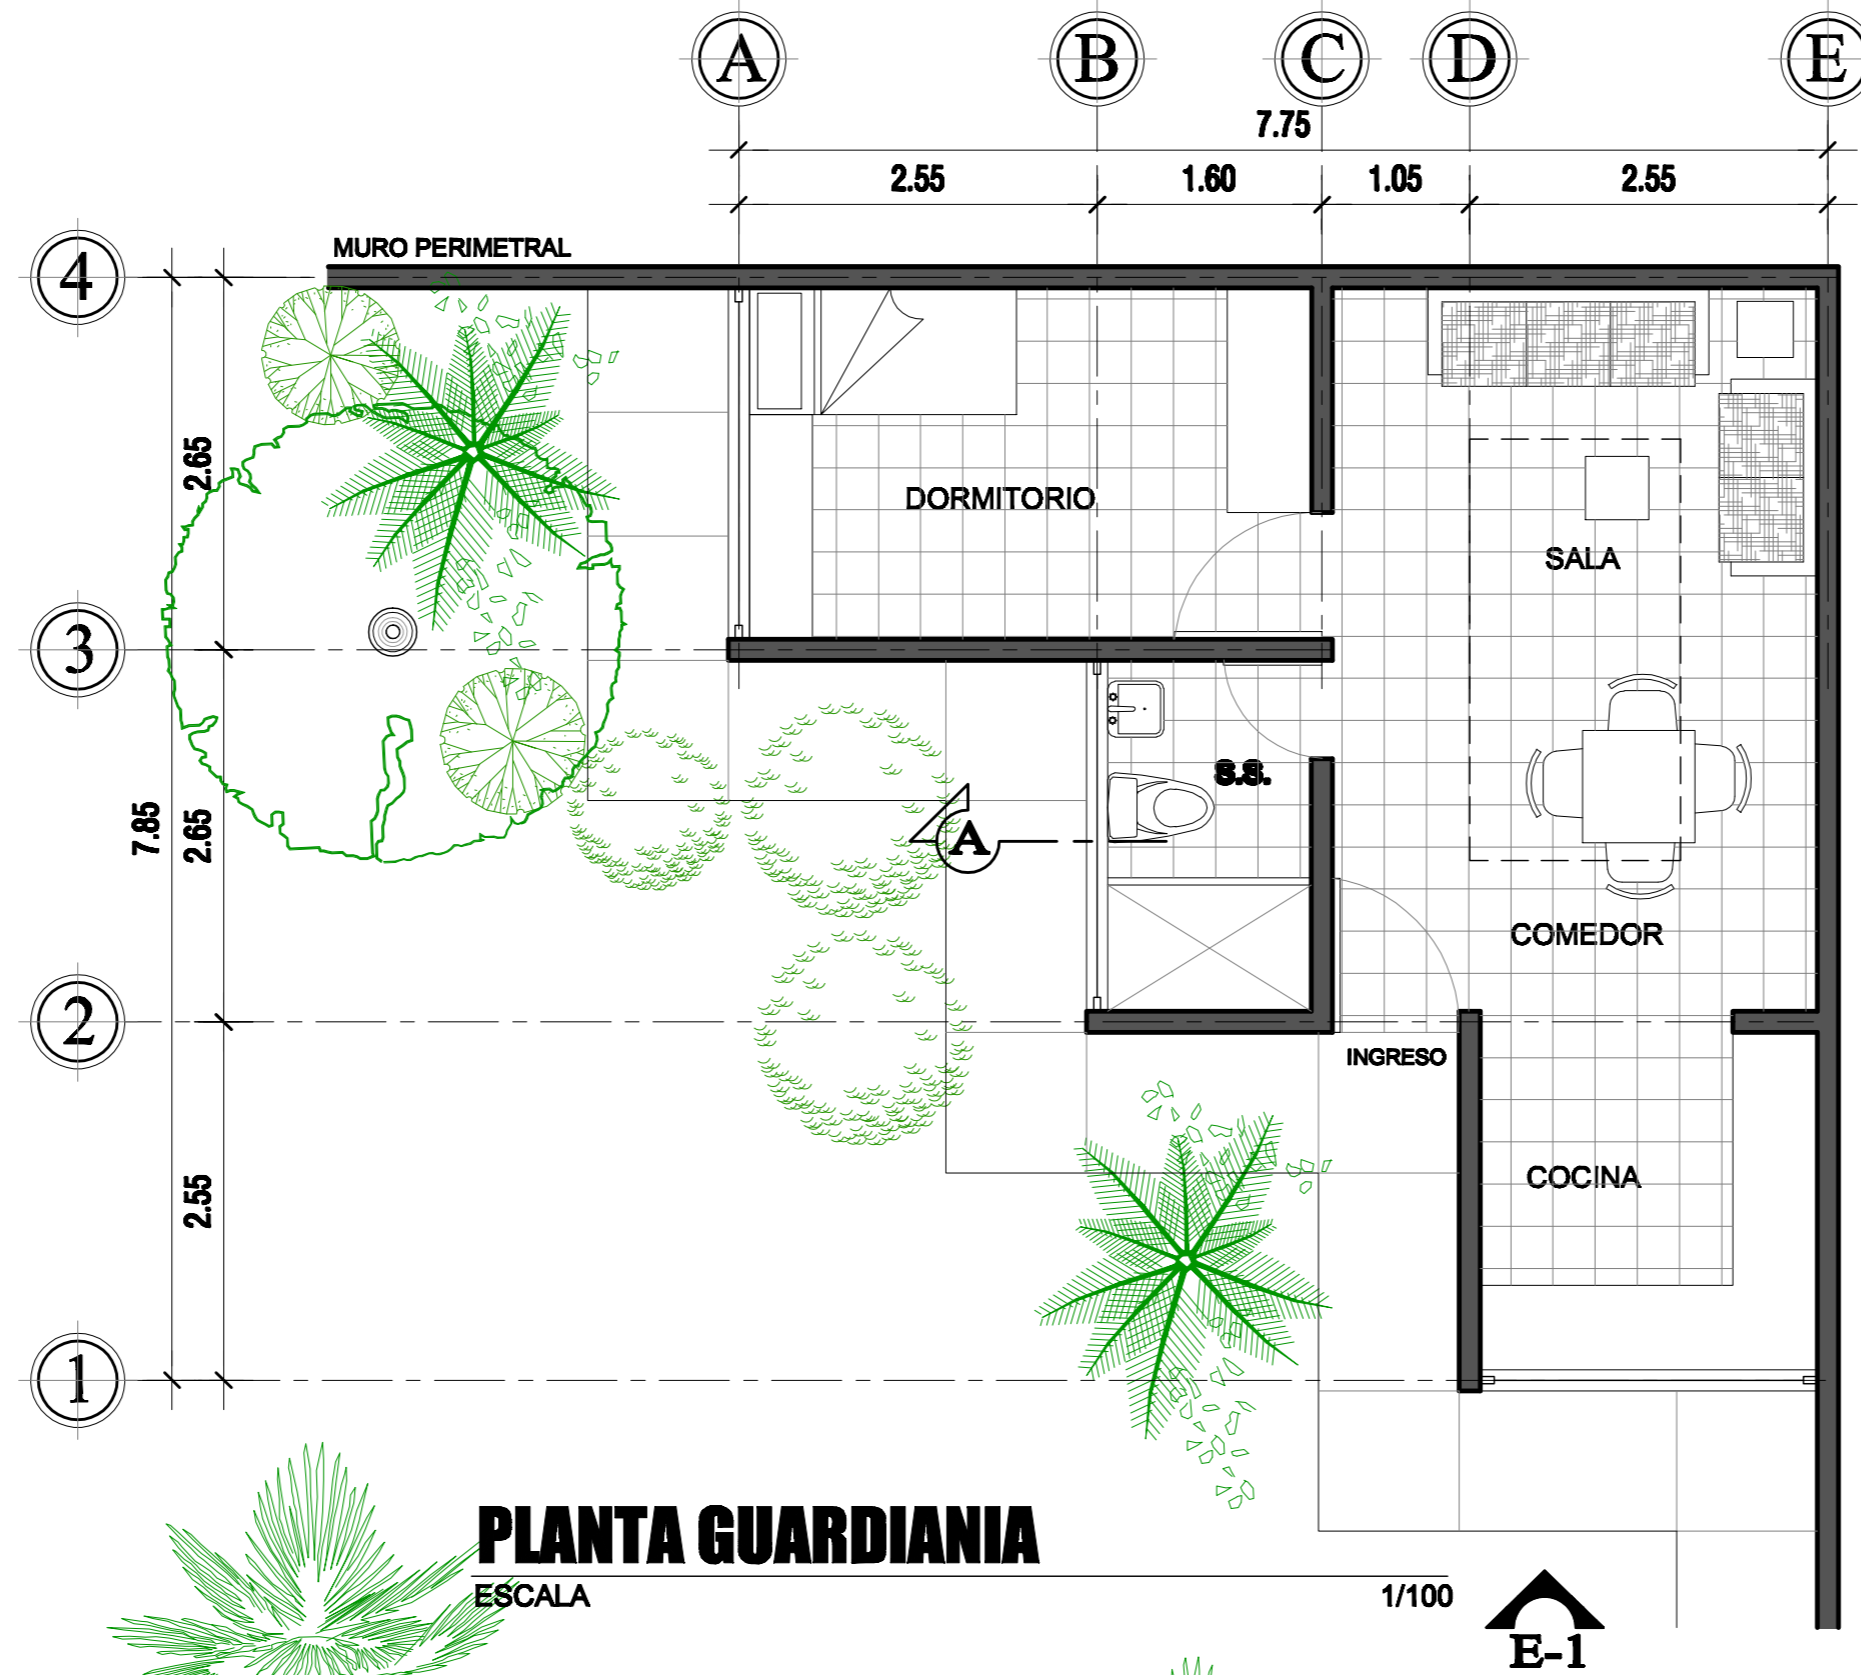 A B C D E
7.75
2.55 1.60 1.05 2.55
MURO PERIMETRAL
4
2.65
DORMITORIO
SALA
3
S.S.
7.85
2.65
A
COMEDOR
2
INGRESO
COCINA
2.55
1
PLANTA GUARDIANIA
ESCALA 1/100
E-1